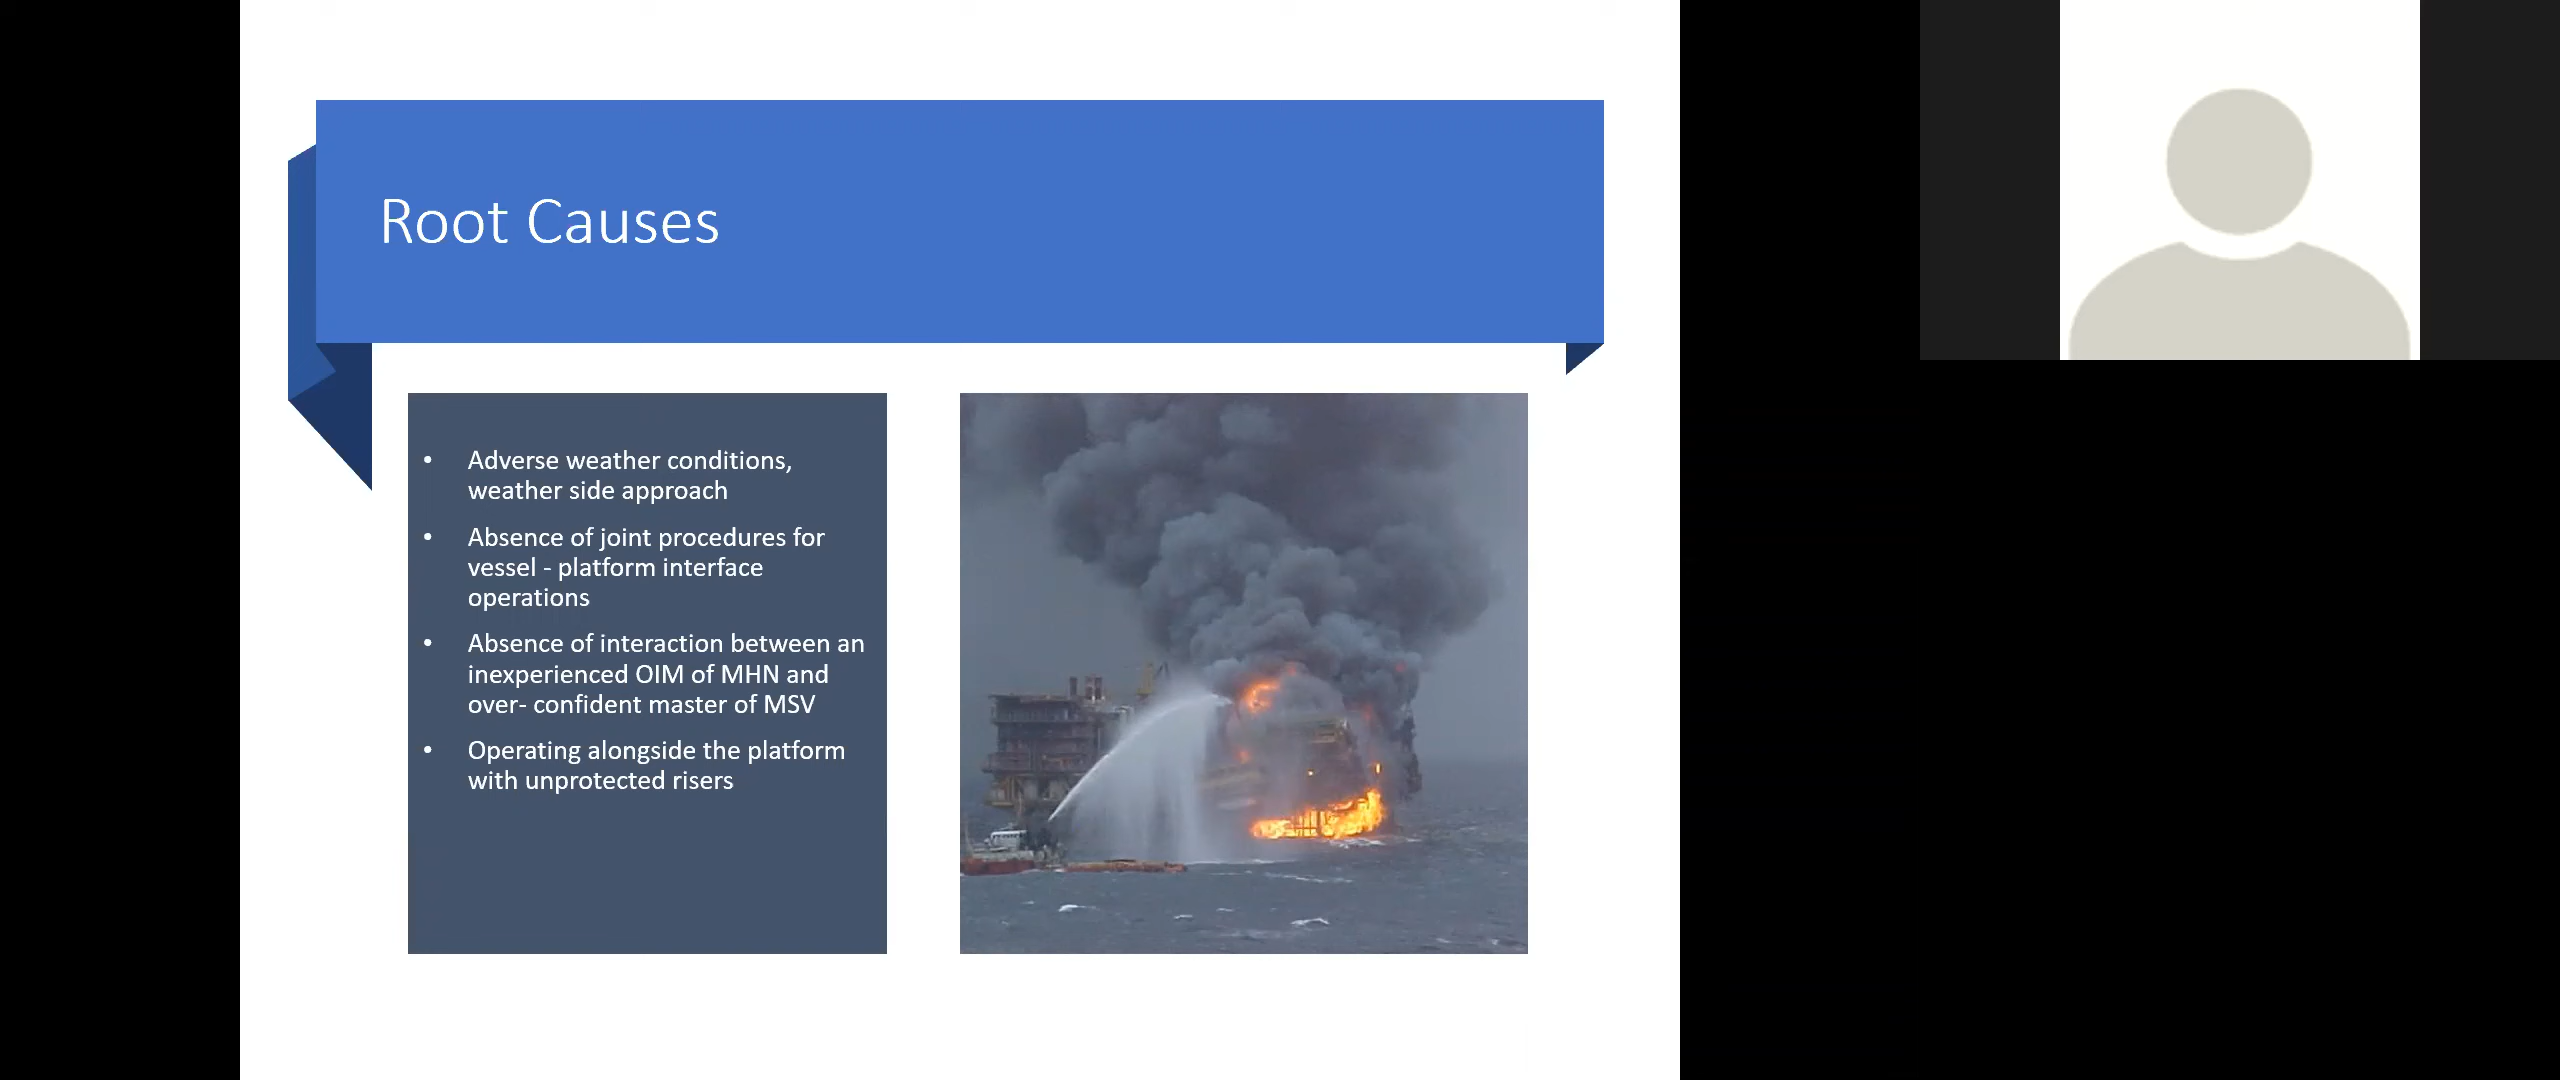 Root Causes
• Adverse weather conditions,
weather side approach
• Absence of joint procedures for
vessel - platform interface
operations
• Absence of interaction between an
inexperienced OIM of MHN and
over- confident master of MSV
• Operating alongside the platform
with unprotected risers